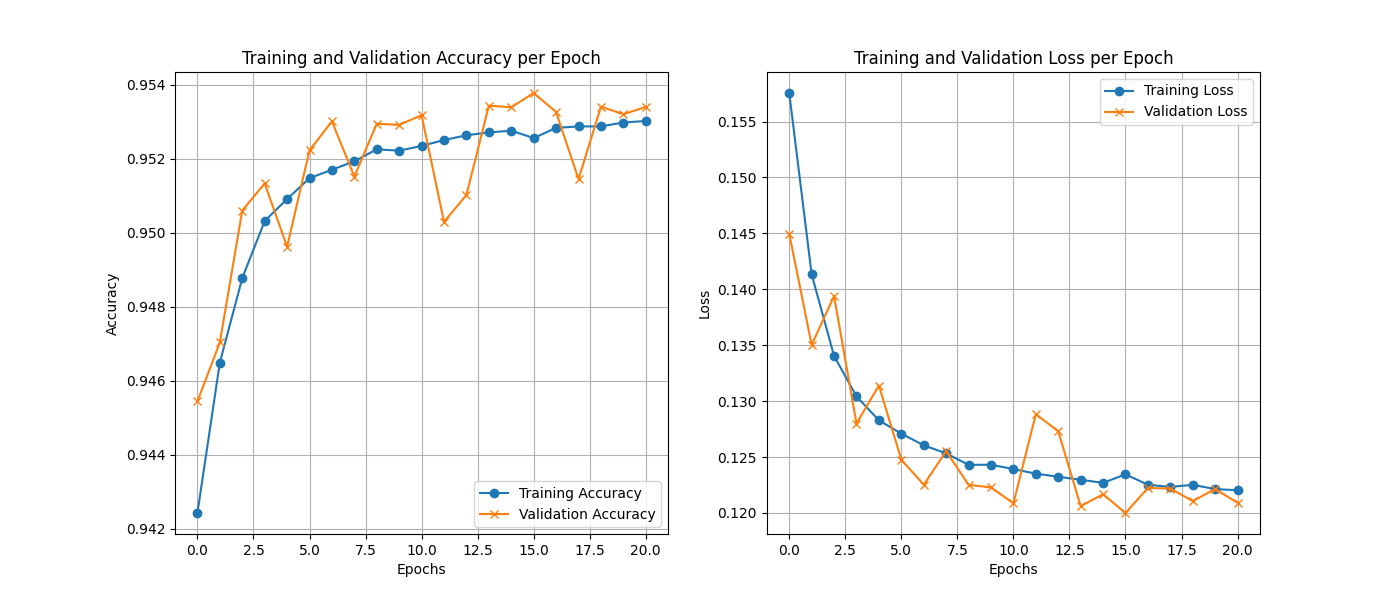 Training and Validation Accuracy per Epoch
0.954
0.952
0.950
0.948
0.946
0.944
0.942
Accuracy
Training Accuracy
Validation Accuracy
0.0 2.5 5.0 7.5 10.0 12.5 15.0 17.5 20.0
Epochs
Training and Validation Loss per Epoch
Training Loss
Validation Loss
0.155
0.150
0.145
0.140
0.135
0.130
0.125
0.120
Loss
0.0 2.5 5.0 7.5 10.0 12.5 15.0 17.5 20.0
Epochs